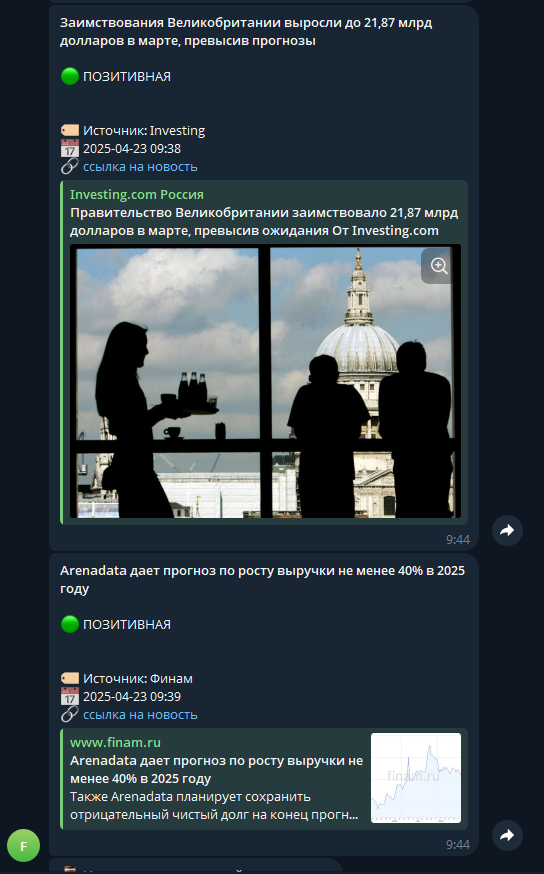 Заимствования Великобритании выросли до 21,87 млрд
долларов в марте, превысив прогнозы
ПОЗИТИВНАЯ
Источник: Investing
17
2025-04-23 09:38
ссылка на новость
Investing.com Россия
Правительство Великобритании заимствовало 21,87 млрд
долларов в марте, превысив ожидания От Investing.com
9:44
Arenadata дает прогноз по росту выручки не менее 40% в 2025
году
ПОЗИТИВНАЯ
Источник: Финам
17
2025-04-23 09:39
ссылка на новость
www.finam.ru
Arenadata дает прогноз по росту выручки не
менее 40% в 2025 году
Также Arenadata планирует сохранить
отрицательный чистый долг на конец прогн...
finam.ru
9:44
F